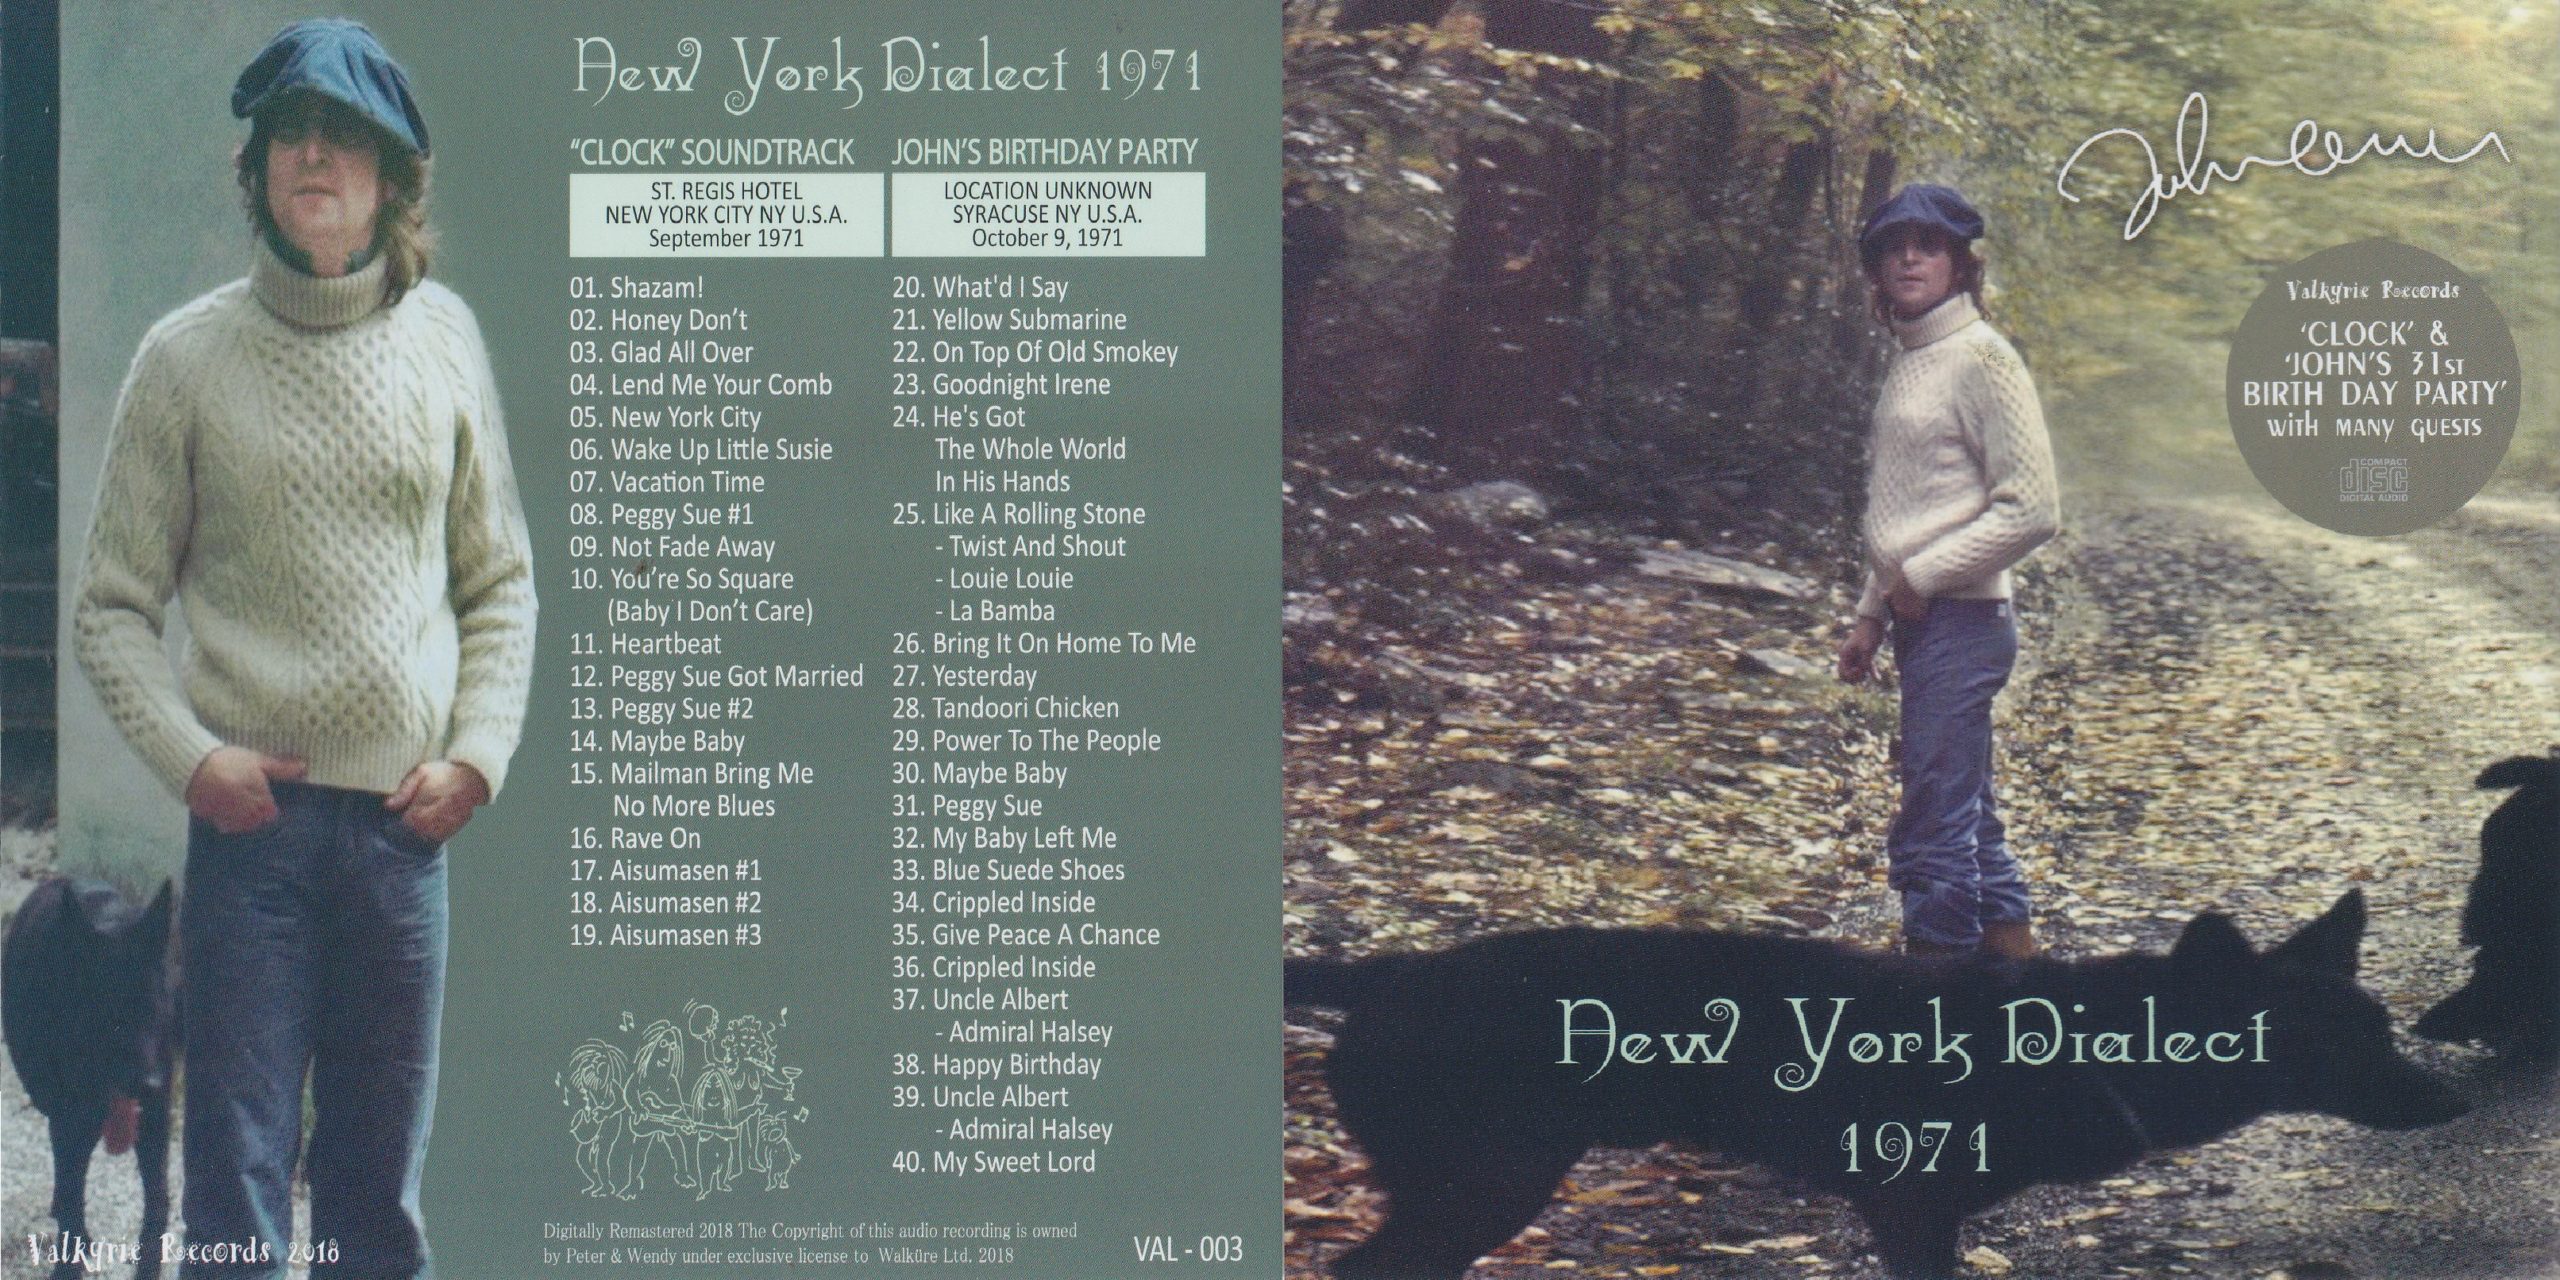 New York Dialect 1971
"CLOCK" SOUNDTRACK
ST. REGIS HOTEL
NEW YORK CITY NY U.S.A.
September 1971
01. Shazam!
02. Honey Don't
03. Glad All Over
04. Lend Me Your Comb
05. New York City
06. Wake Up Little Susie
07. Vacation Time
08. Peggy Sue #1
09. Not Fade Away
10. You're So Square
(Baby I Don't Care)
11. Heartbeat
12. Peggy Sue Got Married
13. Peggy Sue #2
14. Maybe Baby
15. Mailman Bring Me
No More Blues
16. Rave On
17. Aisumasen #1
18. Aisumasen #2
19. Aisumasen #3
JOHN'S BIRTHDAY PARTY
LOCATION UNKNOWN
SYRACUSE NY U.S.A.
October 9, 1971
20. What'd I Say
21. Yellow Submarine
22. On Top Of Old Smokey
23. Goodnight Irene
24. He's Got
The Whole World
In His Hands
25. Like A Rolling Stone
- Twist And Shout
- Louie Louie
- La Bamba
26. Bring It On Home To Me
27. Yesterday
28. Tandoori Chicken
29. Power To The People
30. Maybe Baby
31. Peggy Sue
32. My Baby Left Me
33. Blue Suede Shoes
34. Crippled Inside
35. Give Peace A Chance
36. Crippled Inside
37. Uncle Albert
- Admiral Halsey
38. Happy Birthday
39. Uncle Albert
- Admiral Halsey
40. My Sweet Lord
Valkyrie Records 2018
Digitally Remastered 2018 The Copyright of this audio recording is owned
by Peter & Wendy under exclusive license to Walküre Ltd. 2018
VAL - 003
John Lennon
Valkyrie Records
'CLOCK' &
'JOHN'S 31ST
BIRTH DAY PARTY'
WITH MANY GUESTS
COMPACT
disc
DIGITAL AUDIO
New York Dialect
1971